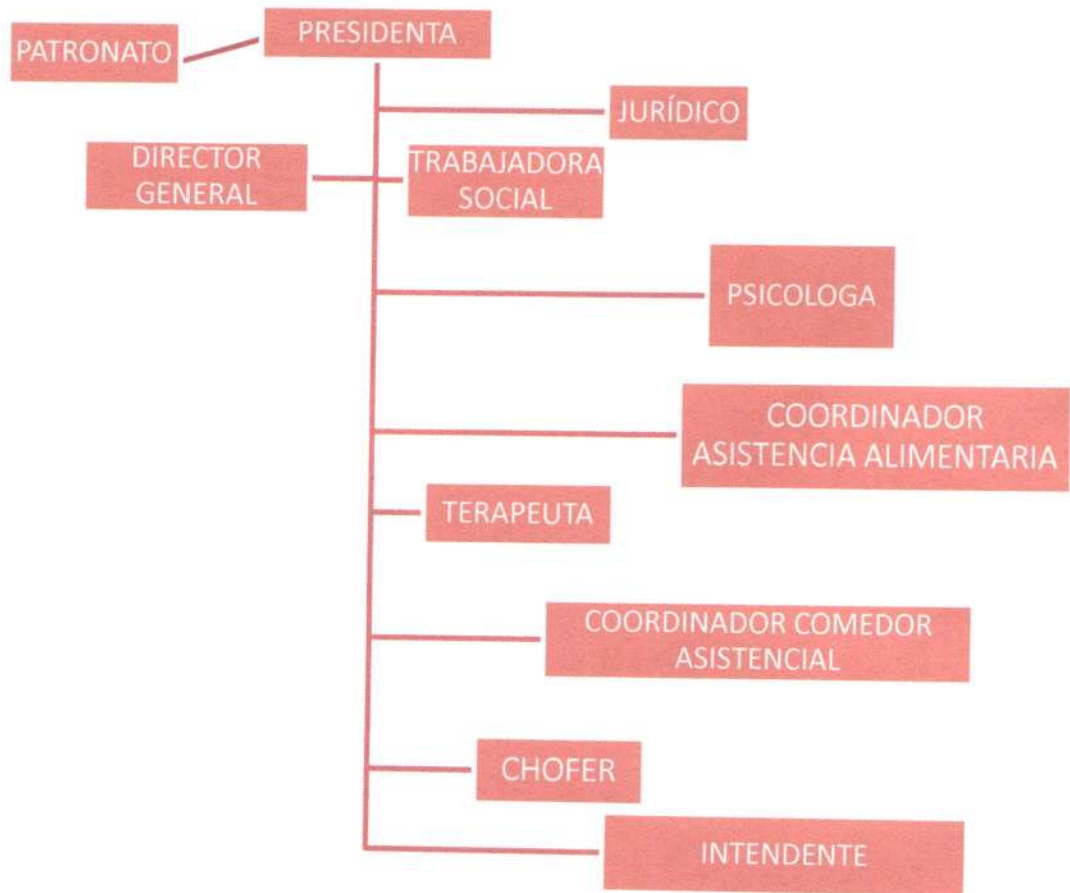 PRESIDENTA
PATRONATO
JURÍDICO
DIRECTOR
GENERAL
TRABAJADORA
SOCIAL
PSICOLOGA
COORDINADOR
ASISTENCIA ALIMENTARIA
TERAPEUTA
COORDINADOR COMEDOR
ASISTENCIAL
CHOFER
INTENDENTE